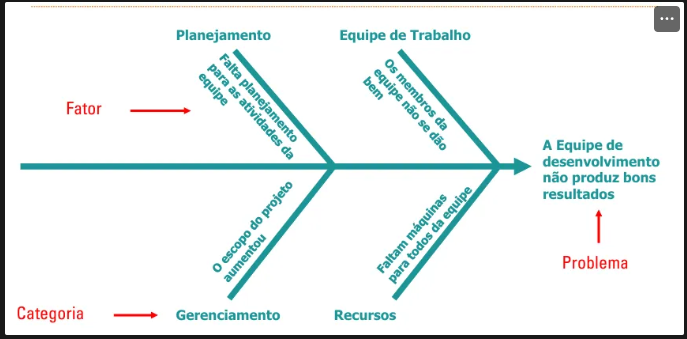 Planejamento
Equipe de Trabalho
Falta planejamento
para as atividades da
equipe
Os membros da
equipe não se dão
bem
Fator
A Equipe de
desenvolvimento
não produz bons
resultados
O escopo do projeto
aumentou
Faltam máquinas
para todos da equipe
Problema
Categoria
Gerenciamento
Recursos